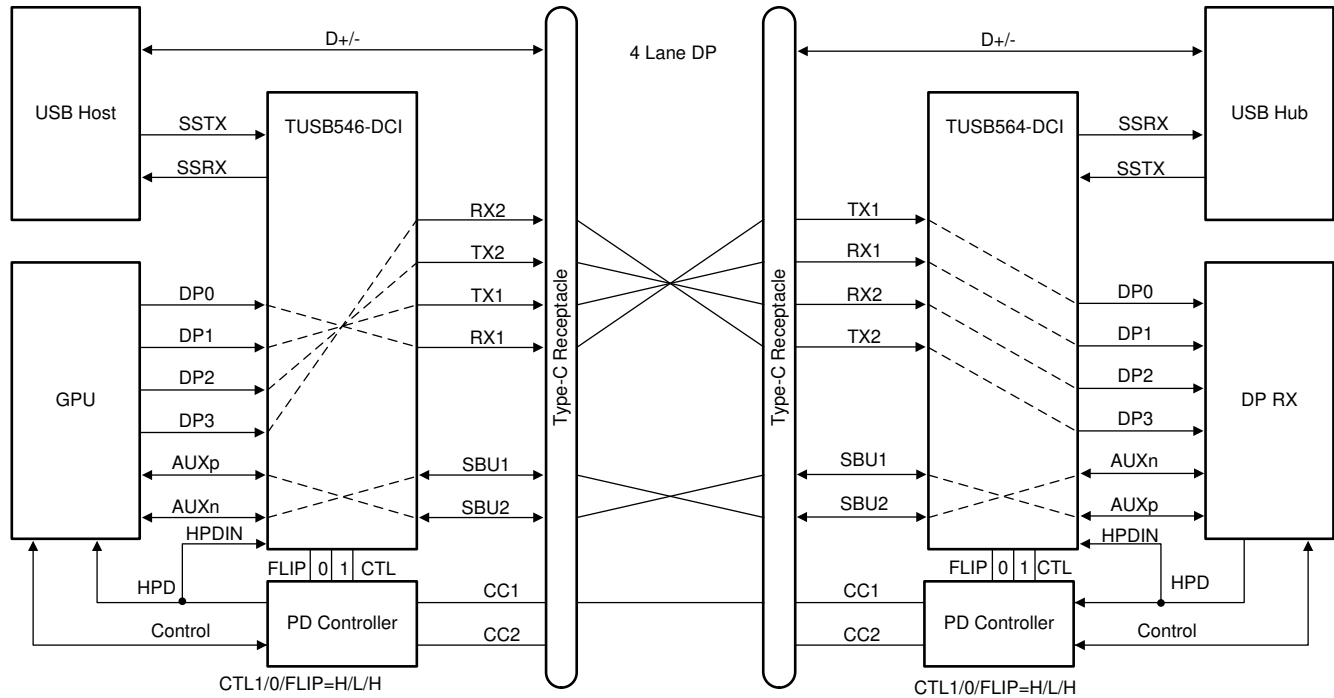 D+/-
4 Lane DP
D+/-
USB Host
TUSB546-DCI
SSTX
SSRX
TUSB564-DCI
SSRX
SSTX
USB Hub
RX2
TX2
TX1
RX1
Type-C Receptacle
Type-C Receptacle
TX1
RX1
RX2
TX2
GPU
DP0
DP1
DP2
DP3
AUXp
AUXn
HPDIN
SBU1
SBU2
SBU1
SBU2
DP0
DP1
DP2
DP3
AUXn
AUXp
HPDIN
DP RX
FLIP 0 1 CTL
FLIP 0 1 CTL
HPD
Control
PD Controller
CC1
CC2
CC1
CC2
PD Controller
HPD
Control
CTL1/0/FLIP=H/L/H
CTL1/0/FLIP=H/L/H